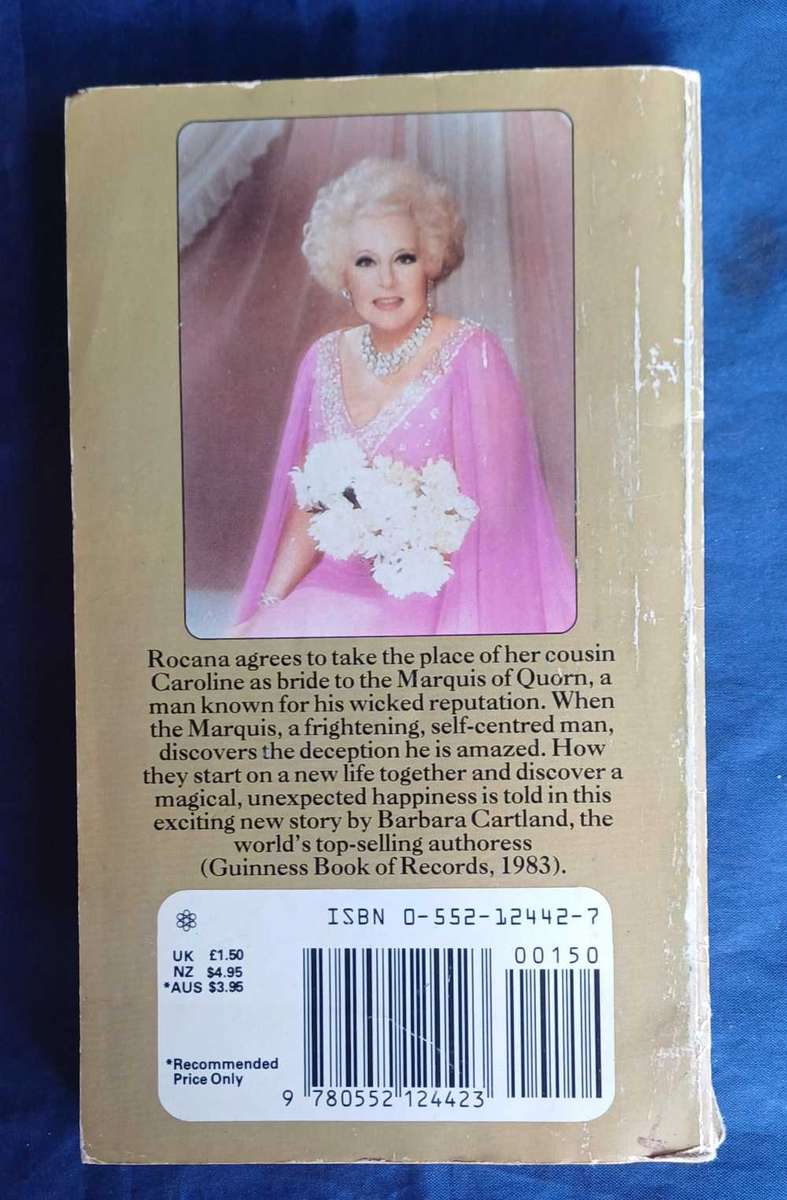 Rocana agrees to take the place of her cousin
Caroline as bride to the Marquis of Quorn, a
man known for his wicked reputation. When
the Marquis, a frightening, self-centred man,
discovers the deception he is amazed. How
they start on a new life together and discover a
magical, unexpected happiness is told in this
exciting new story by Barbara Cartland, the
world's top-selling authoress
(Guinness Book of Records, 1983).
ISBN 0-552-12442-7
UK £1.50
NZ $4.95
*AUS $3.95
00150
*Recommended
Price Only
9 780552 124423